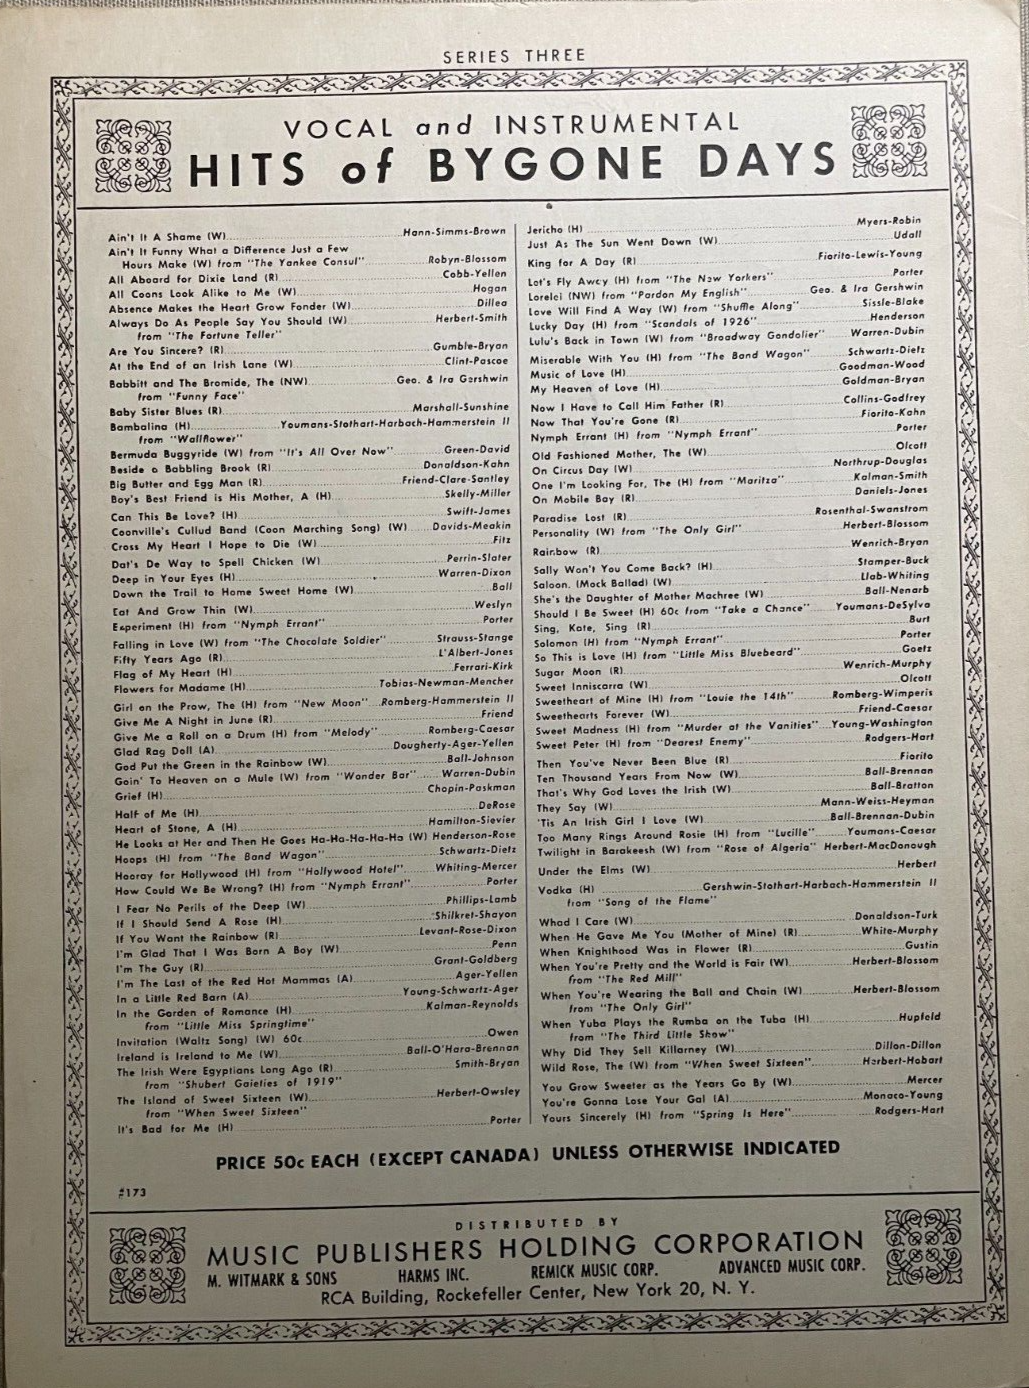 SERIES THREE
VOCAL and INSTRUMENTAL
HITS of BYGONE DAYS
Ain't It A Shame (W) Hann-Simms-Brown
Ain't It Funny What a Difference Just a Few
Hours Make (W) from "The Yankee Consul" Robyn-Blossom
All Aboard for Dixie Land (R) Cobb-Yellen
All Coons Look Alike to Me (W) Hogan
Absence Makes the Heart Grow Fonder (W) Dillea
Always Do As People Say You Should (W) Herbert-Smith
from "The Fortune Teller"
Are You Sincere? (R) Gumble-Bryan
At the End of an Irish Lane (W) Clint-Pascoe
Babbitt and The Bromide, The (NW) Geo. & Ira Gershwin
from "Funny Face"
Baby Sister Blues (R) Marshall-Sunshine
Bambalina (H) Youmans-Stothart-Harbach-Hammerstein II
from "Wallflower"
Bermuda Buggyride (W) from "It's All Over Now" Green-David
Beside a Babbling Brook (R) Donaldson-Kahn
Big Butter and Egg Man (R) Friend-Clare-Santley
Boy's Best Friend is His Mother, A (H) Skelly-Miller
Can This Be Love? (H) Swift-James
Coonville's Cullud Band (Coon Marching Song) (W) Davids-Meakin
Cross My Heart I Hope to Die (W) Fitz
Dat's De Way to Spell Chicken (W) Perrin-Slater
Deep in Your Eyes (H) Warren-Dixon
Down the Trail to Home Sweet Home (W) Ball
Eat And Grow Thin (W) Weslyn
Experiment (H) from "Nymph Errant" Porter
Falling in Love (W) from "The Chocolate Soldier" Strauss-Stange
Fifty Years Ago (R) L'Albert-Jones
Flag of My Heart (H) Ferrari-Kirk
Flowers for Madame (H) Tobias-Newman-Mencher
Girl on the Prow, The (H) from "New Moon" Romberg-Hammerstein II
Give Me A Night in June (R) Friend
Give Me a Roll on a Drum (H) from "Melody" Romberg-Caesar
Glad Rag Doll (A) Dougherty-Ager-Yellen
God Put the Green in the Rainbow (W) Ball-Johnson
Goin' To Heaven on a Mule (W) from "Wonder Bar" Warren-Dubin
Grief (H) Chopin-Paskman
Half of Me (H) DeRose
Heart of Stone, A (H) Hamilton-Sievier
He Looks at Her and Then He Goes Ha-Ha-Ha-Ha-Ha (W) Henderson-Rose
Hoops (H) from "The Band Wagon" Schwartz-Dietz
Hooray for Hollywood (H) from "Hollywood Hotel" Whiting-Mercer
How Could We Be Wrong? (H) from "Nymph Errant" Porter
I Fear No Perils of the Deep (W) Phillips-Lamb
If I Should Send A Rose (H) Shilkret-Shayon
If You Want the Rainbow (R) Levant-Rose-Dixon
I'm Glad That I Was Born A Boy (W) Penn
I'm The Guy (R) Grant-Goldberg
I'm The Last of the Red Hot Mammas (A) Ager-Yellen
In a Little Red Barn (A) Young-Schwartz-Ager
In the Garden of Romance (H) Kalman-Reynolds
from "Little Miss Springtime"
Invitation (Waltz Song) (W) 60c Owen
Ireland is Ireland to Me (W) Ball-O'Hara-Brennan
The Irish Were Egyptians Long Ago (R) Smith-Bryan
from "Shubert Gaieties of 1919"
The Island of Sweet Sixteen (W) Herbert-Owsley
from "When Sweet Sixteen"
It's Bad for Me (H) Porter
Jericho (H) Myers-Robin
Just As The Sun Went Down (W) Udall
King for A Day (R) Fiorito-Lewis-Young
Let's Fly Away (H) from "The New Yorkers" Porter
Lorelei (NW) from "Pardon My English" Geo. & Ira Gershwin
Love Will Find A Way (W) from "Shuffle Along" Sissle-Blake
Lucky Day (H) from "Scandals of 1926" Henderson
Lulu's Back in Town (W) from "Broadway Gondolier" Warren-Dubin
Miserable With You (H) from "The Band Wagon" Schwartz-Dietz
Music of Love (H) Goodman-Wood
My Heaven of Love (H) Goldman-Bryan
Now I Have to Call Him Father (R) Collins-Godfrey
Now That You're Gone (R) Fiorito-Kahn
Nymph Errant (H) from "Nymph Errant" Porter
Old Fashioned Mother, The (W) Olcott
On Circus Day (W) Northrup-Douglas
One I'm Looking For, The (H) from "Maritza" Kalman-Smith
On Mobile Bay (R) Daniels-Jones
Paradise Lost (R) Rosenthal-Swanstrom
Personality (W) from "The Only Girl" Herbert-Blossom
Rainbow (R) Wenrich-Bryan
Sally Won't You Come Back? (H) Stamper-Buck
Saloon. (Mock Ballad) (W) Llab-Whiting
She's the Daughter of Mother Machree (W) Ball-Nenarb
Should I Be Sweet (H) 60c from "Take a Chance" Youmans-DeSylva
Sing, Kate, Sing (R) Burt
Solomon (H) from "Nymph Errant" Porter
So This is Love (H) from "Little Miss Bluebeard" Goetz
Sugar Moon (R) Wenrich-Murphy
Sweet Inniscarra (W) Olcott
Sweetheart of Mine (H) from "Louie the 14th" Romberg-Wimperis
Sweethearts Forever (W) Friend-Caesar
Sweet Madness (H) from "Murder at the Vanities" Young-Washington
Sweet Peter (H) from "Dearest Enemy" Rodgers-Hart
Then You've Never Been Blue (R) Fiorito
Ten Thousand Years From Now (W) Ball-Brennan
That's Why God Loves the Irish (W) Ball-Bratton
They Say (W) Mann-Weiss-Heyman
'Tis An Irish Girl I Love (W) Ball-Brennan-Dubin
Too Many Rings Around Rosie (H) from "Lucille" Youmans-Caesar
Twilight in Barakeesh (W) from "Rose of Algeria" Herbert-MacDonough
Under the Elms (W) Herbert
Vodka (H) Gershwin-Stothart-Harbach-Hammerstein II
from "Song of the Flame"
Whad I Care (W) Donaldson-Turk
When He Gave Me You (Mother of Mine) (R) White-Murphy
When Knighthood Was in Flower (R) Gustin
When You're Pretty and the World is Fair (W) Herbert-Blossom
from "The Red Mill"
When You're Wearing the Ball and Chain (W) Herbert-Blossom
from "The Only Girl"
When Yuba Plays the Rumba on the Tuba (H) Hupfeld
from "The Third Little Show"
Why Did They Sell Killarney (W) Dillon-Dillon
Wild Rose, The (W) from "When Sweet Sixteen" Herbert-Hobart
You Grow Sweeter as the Years Go By (W) Mercer
You're Gonna Lose Your Gal (A) Monaco-Young
Yours Sincerely (H) from "Spring Is Here" Rodgers-Hart
PRICE 50c EACH (EXCEPT CANADA) UNLESS OTHERWISE INDICATED
#173
DISTRIBUTED BY
MUSIC PUBLISHERS HOLDING CORPORATION
M. WITMARK & SONS HARMS INC. REMICK MUSIC CORP. ADVANCED MUSIC CORP.
RCA Building, Rockefeller Center, New York 20, N. Y.